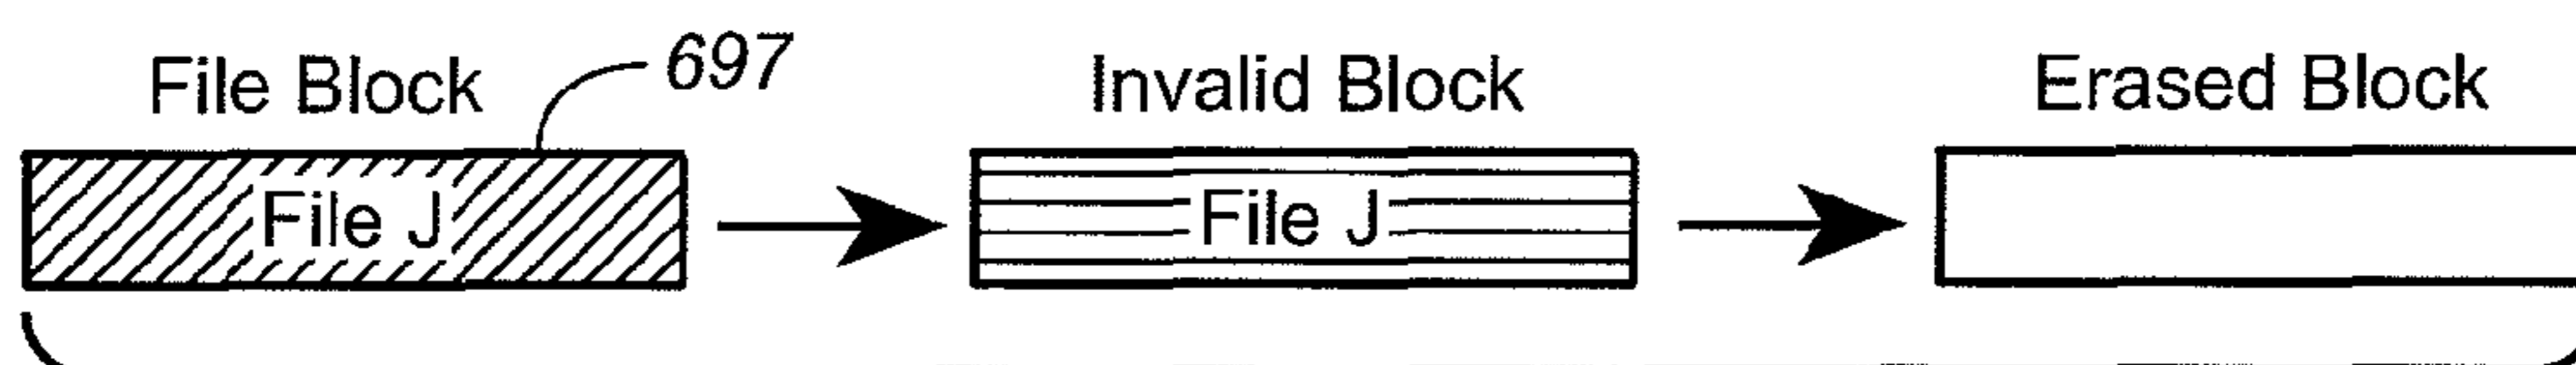 File Block 697 Invalid Block Erased Block
File J File J